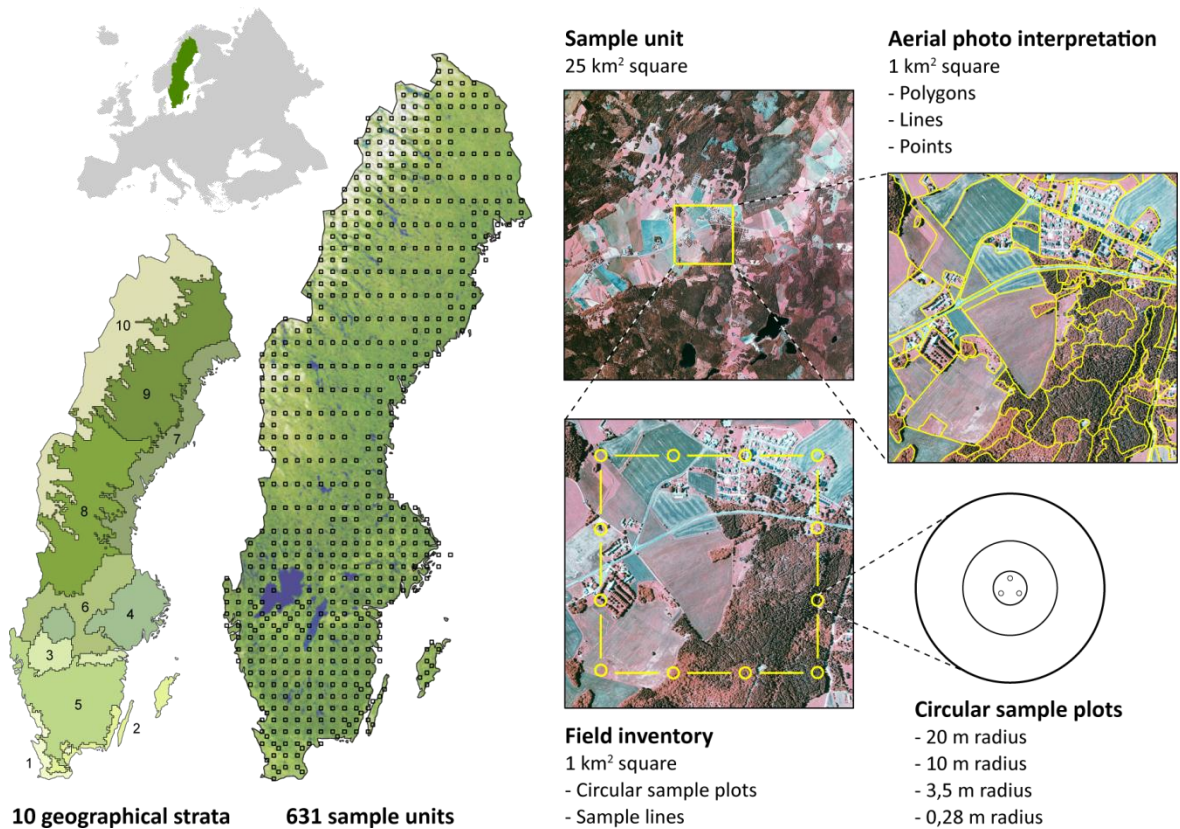 Sample unit
25 km² square
Aerial photo interpretation
1 km² square
- Polygons
- Lines
- Points
10
9
7
8
6
4
3
5
2
1
Field inventory
1 km² square
- Circular sample plots
- Sample lines
Circular sample plots
- 20 m radius
- 10 m radius
- 3,5 m radius
- 0,28 m radius
10 geographical strata
631 sample units